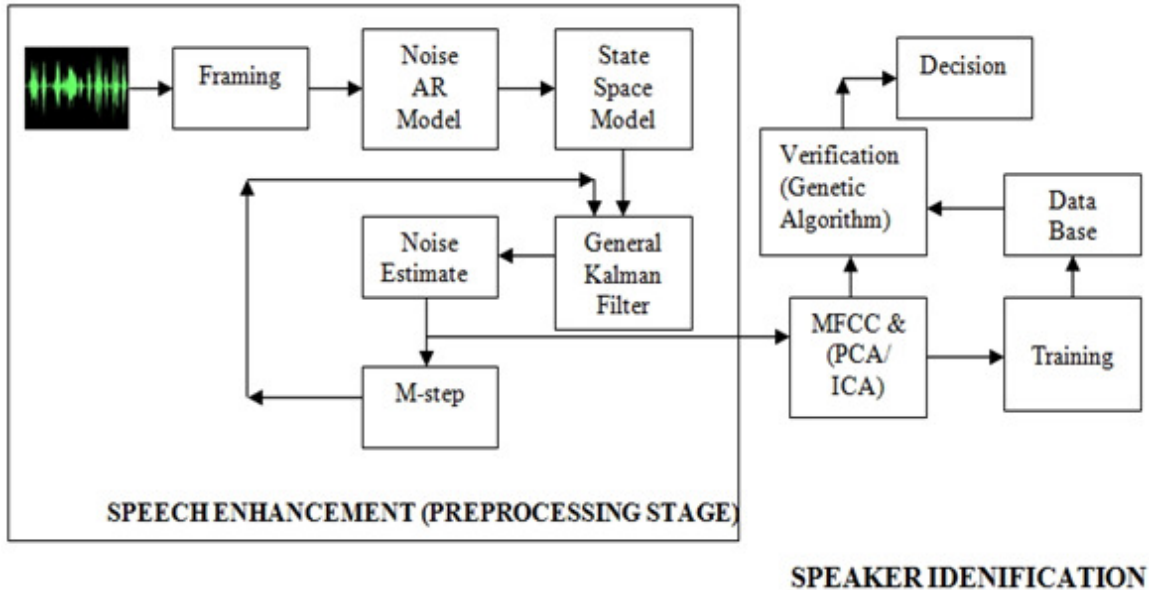 Framing
Noise
AR
Model
State
Space
Model
Decision
Verification
(Genetic
Algorithm)
Data
Base
Noise
Estimate
General
Kalman
Filter
MFCC &
(PCA/
ICA)
Training
M-step
SPEECH ENHANCEMENT (PREPROCESSING STAGE)
SPEAKER IDENIFICATION